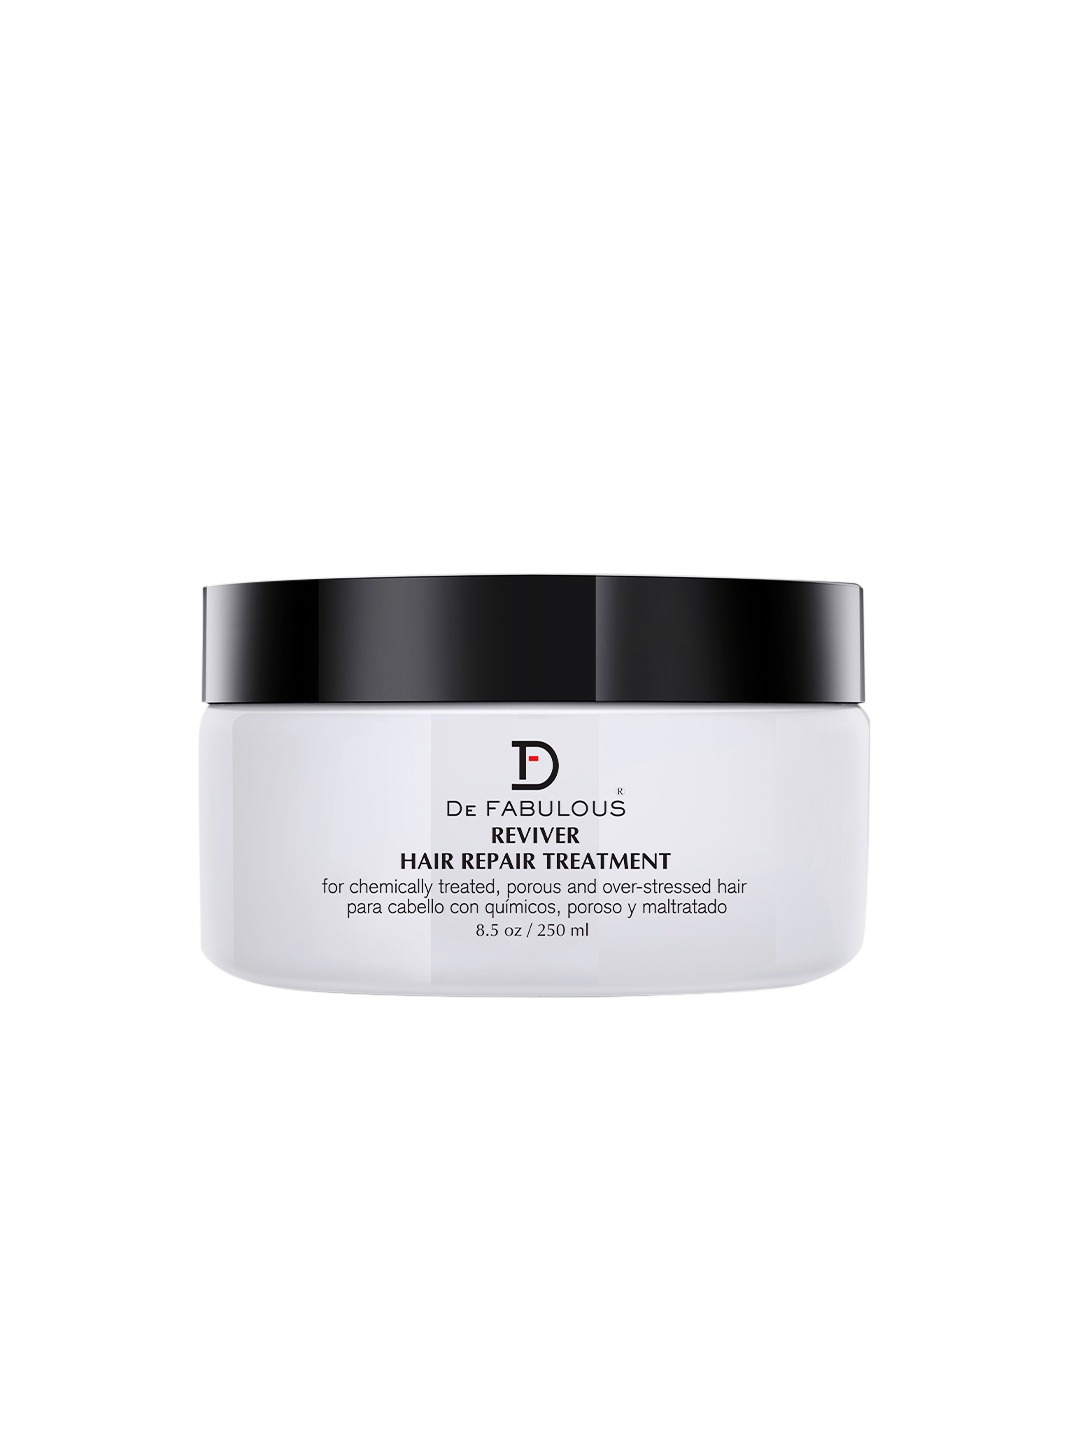 DE FABULOUS®
REVIVER
HAIR REPAIR TREATMENT
for chemically treated, porous and over-stressed hair
para cabello con químicos, poroso y maltratado
8.5 oz / 250 ml